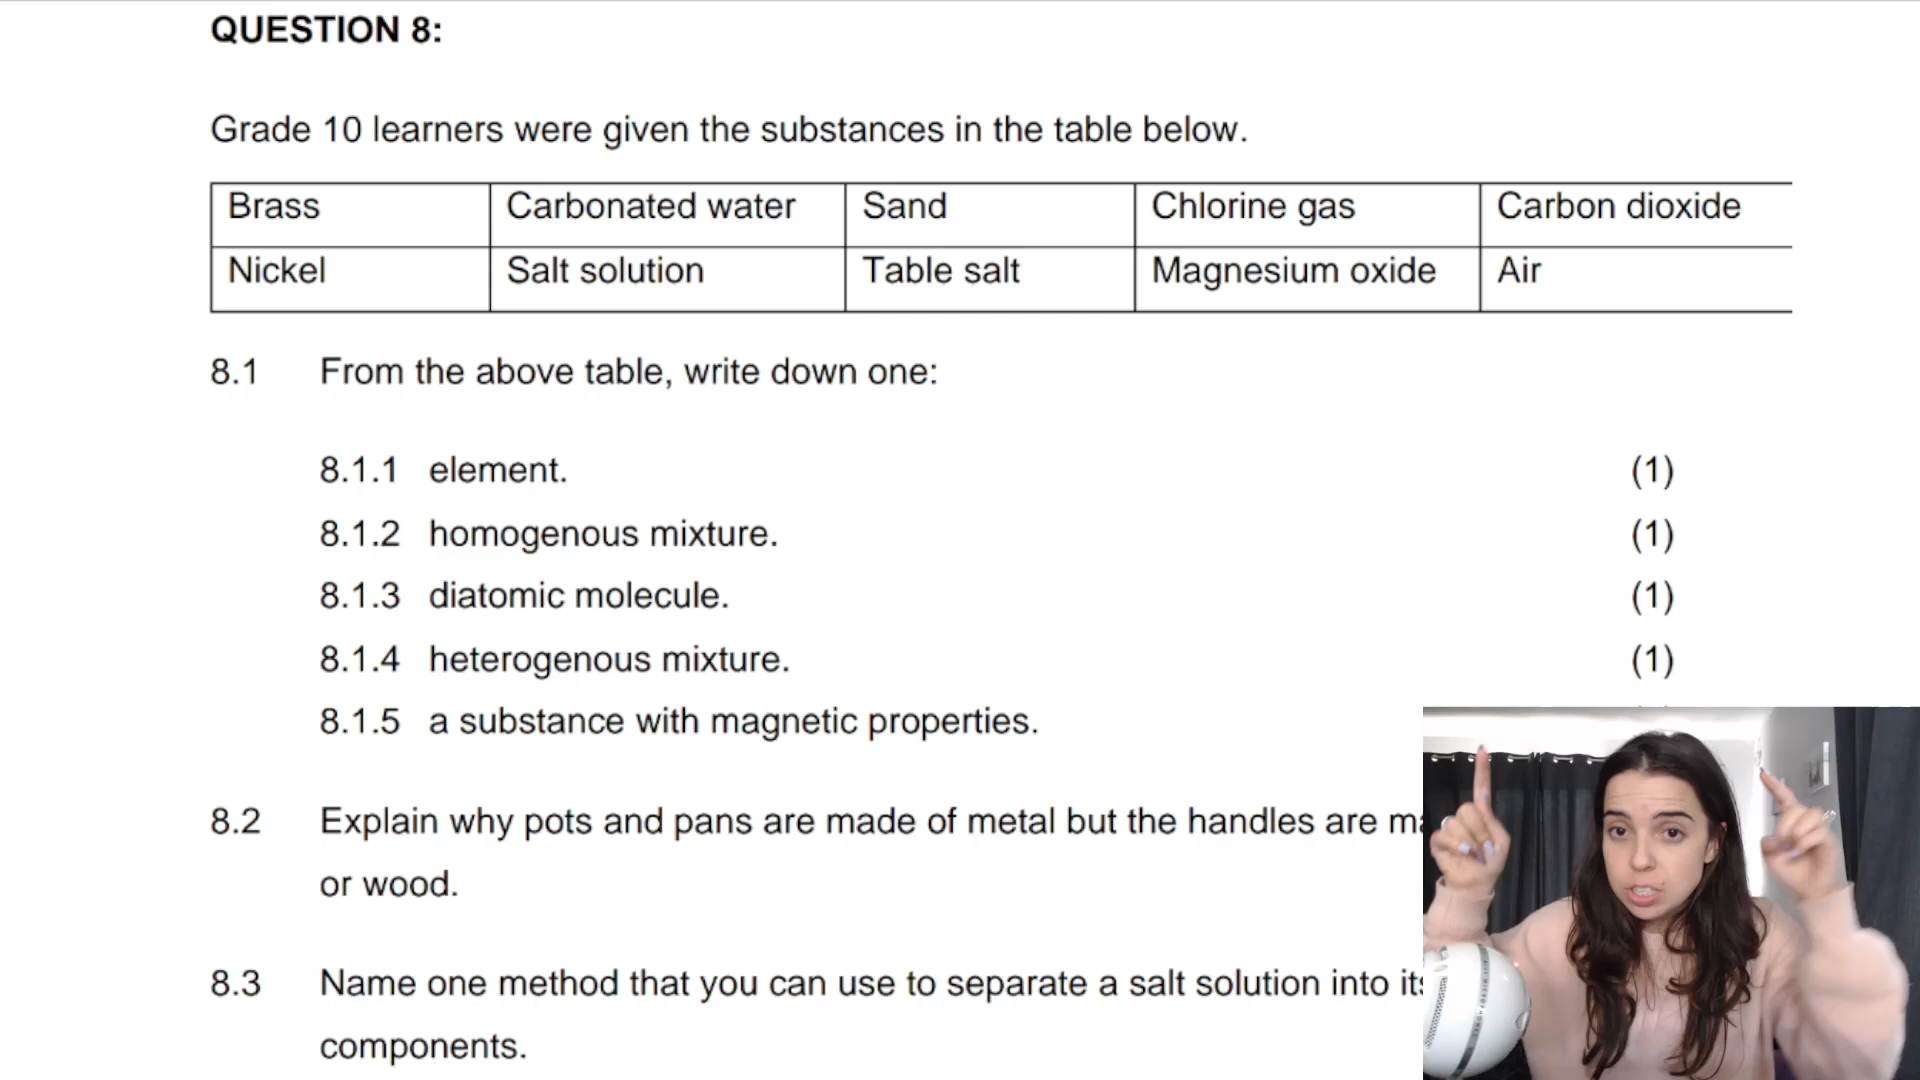 QUESTION 8:
Grade 10 learners were given the substances in the table below.
Brass Carbonated water Sand Chlorine gas Carbon dioxide
Nickel Salt solution Table salt Magnesium oxide Air
8.1 From the above table, write down one:
8.1.1 element. (1)
8.1.2 homogenous mixture. (1)
8.1.3 diatomic molecule. (1)
8.1.4 heterogenous mixture. (1)
8.1.5 a substance with magnetic properties.
8.2 Explain why pots and pans are made of metal but the handles are
or wood.
8.3 Name one method that you can use to separate a salt solution into
components.